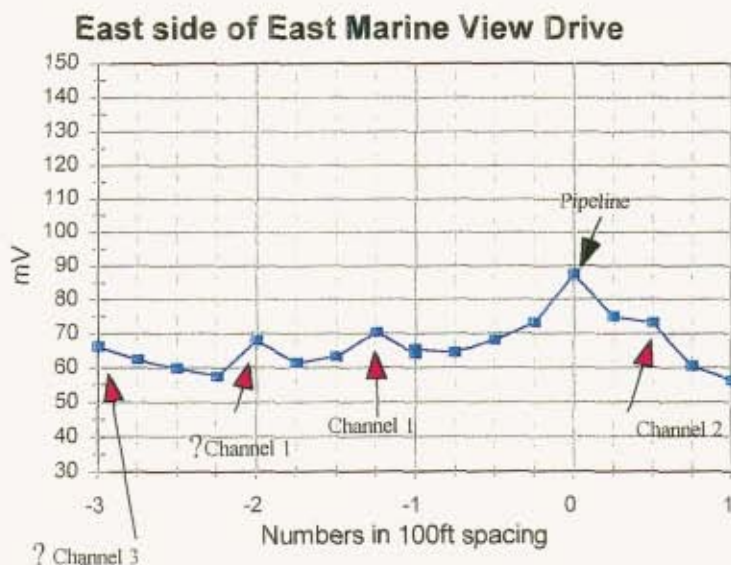 East side of East Marine View Drive
150
140
130
120
110
100
90
80
70
60
50
40
30
mV
Pipeline
Channel 1
? Channel 1
Channel 2
? Channel 3
-3 -2 -1 0 1
Numbers in 100ft spacing